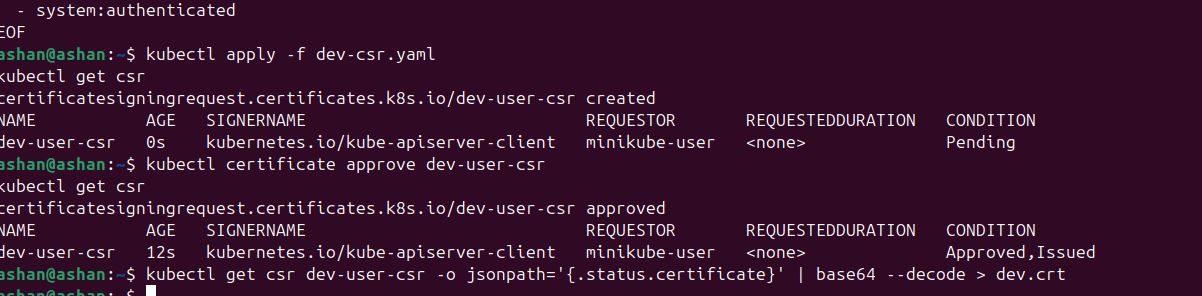 - system:authenticated
EOF
ashan@ashan:~$ kubectl apply -f dev-csr.yaml
kubectl get csr
certificatesigningrequest.certificates.k8s.io/dev-user-csr created
NAME AGE SIGNERNAME REQUESTOR REQUESTEDDURATION CONDITION
dev-user-csr 0s kubernetes.io/kube-apiserver-client minikube-user <none> Pending
ashan@ashan:~$ kubectl certificate approve dev-user-csr
kubectl get csr
certificatesigningrequest.certificates.k8s.io/dev-user-csr approved
NAME AGE SIGNERNAME REQUESTOR REQUESTEDDURATION CONDITION
dev-user-csr 12s kubernetes.io/kube-apiserver-client minikube-user <none> Approved,Issued
ashan@ashan:~$ kubectl get csr dev-user-csr -o jsonpath='{.status.certificate}' | base64 --decode > dev.crt
ashan@ashan:~$